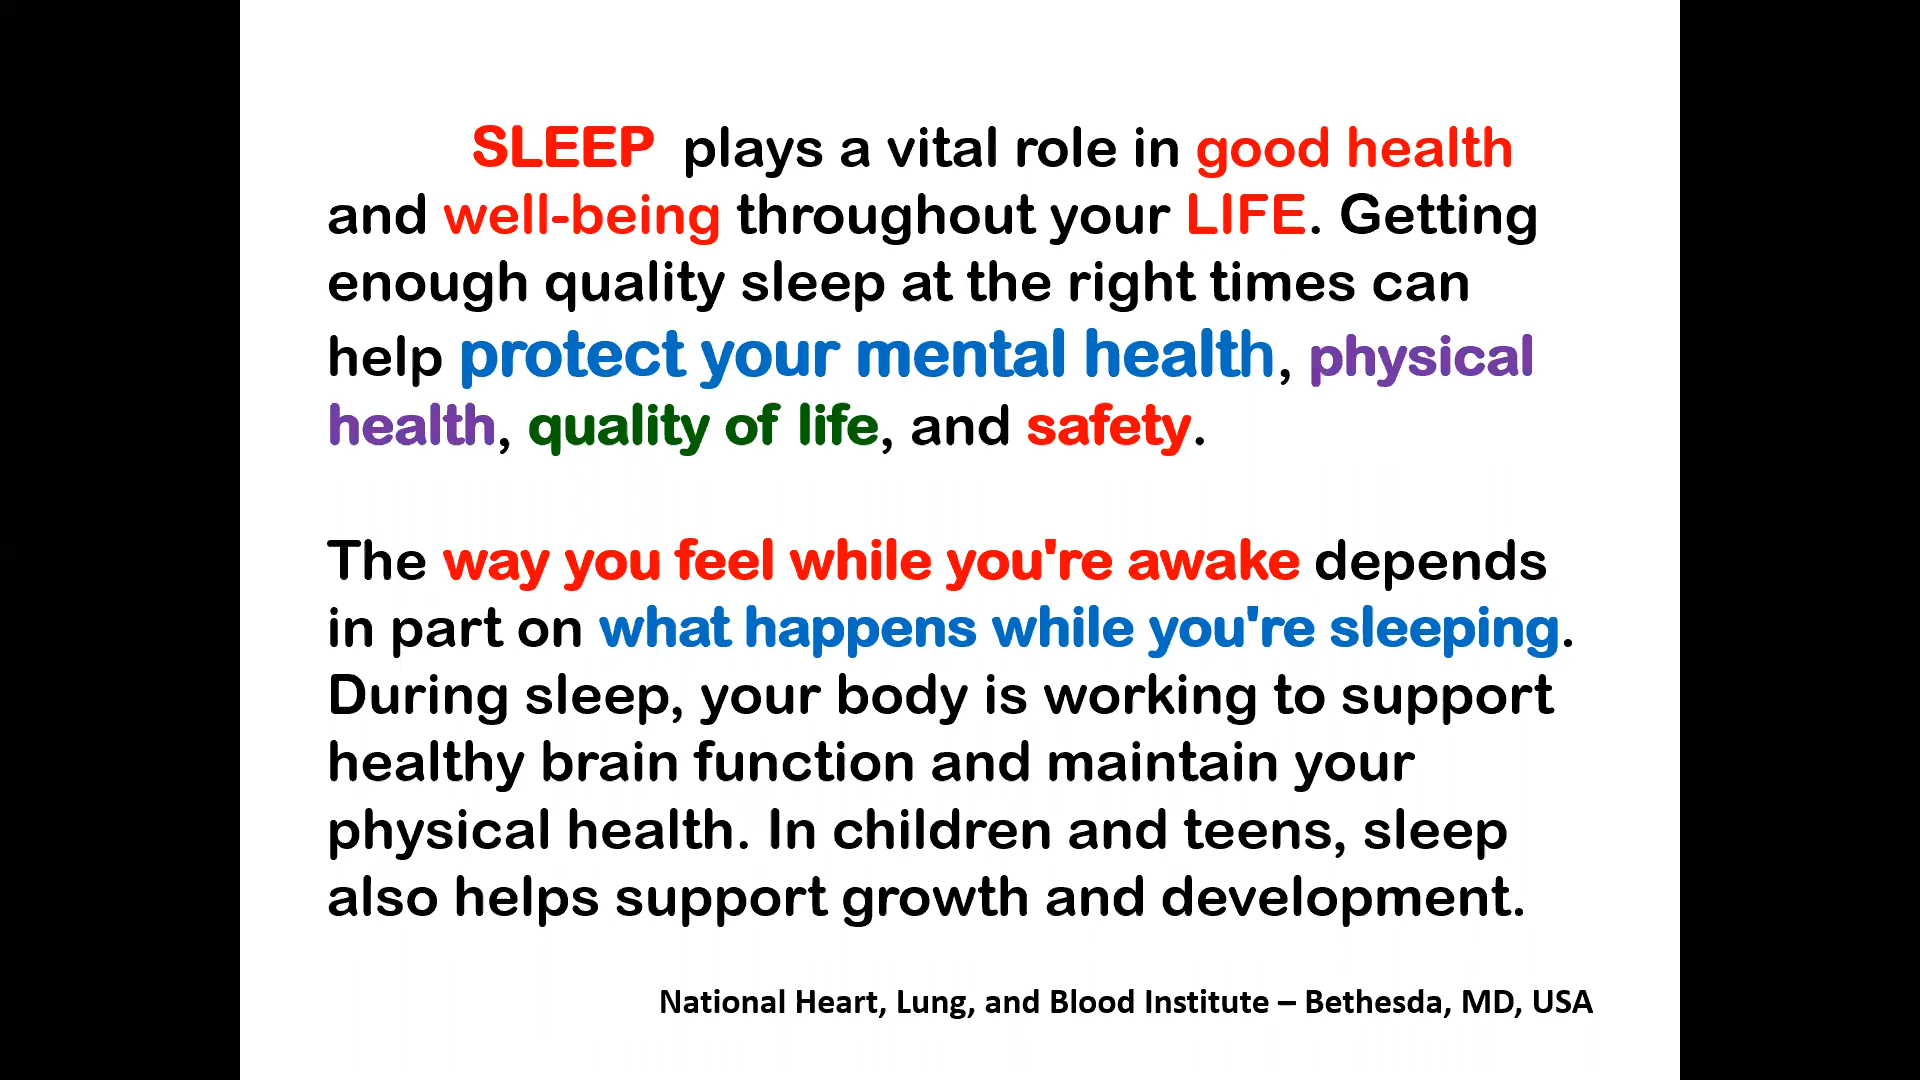 SLEEP plays a vital role in good health
and well-being throughout your LIFE. Getting
enough quality sleep at the right times can
help protect your mental health, physical
health, quality of life, and safety.
The way you feel while you're awake depends
in part on what happens while you're sleeping.
During sleep, your body is working to support
healthy brain function and maintain your
physical health. In children and teens, sleep
also helps support growth and development.
National Heart, Lung, and Blood Institute – Bethesda, MD, USA